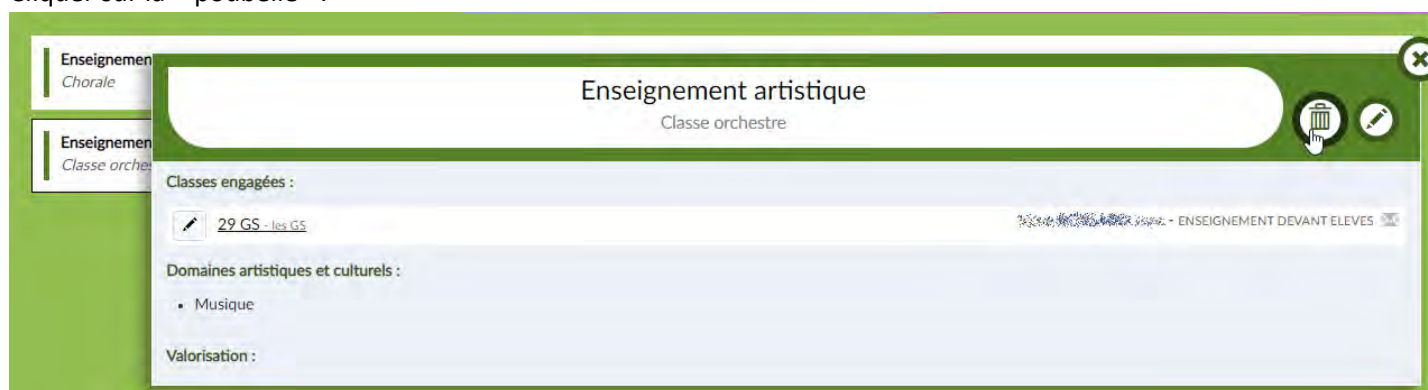 Cliquer sur la "poubelle".
Enseignemen
Chorale
Enseignemen
Classe orches
Enseignement artistique
Classe orchestre
Classes engagées :
29 GS - les GS
- ENSEIGNEMENT DEVANT ELEVES
Domaines artistiques et culturels :
• Musique
Valorisation :